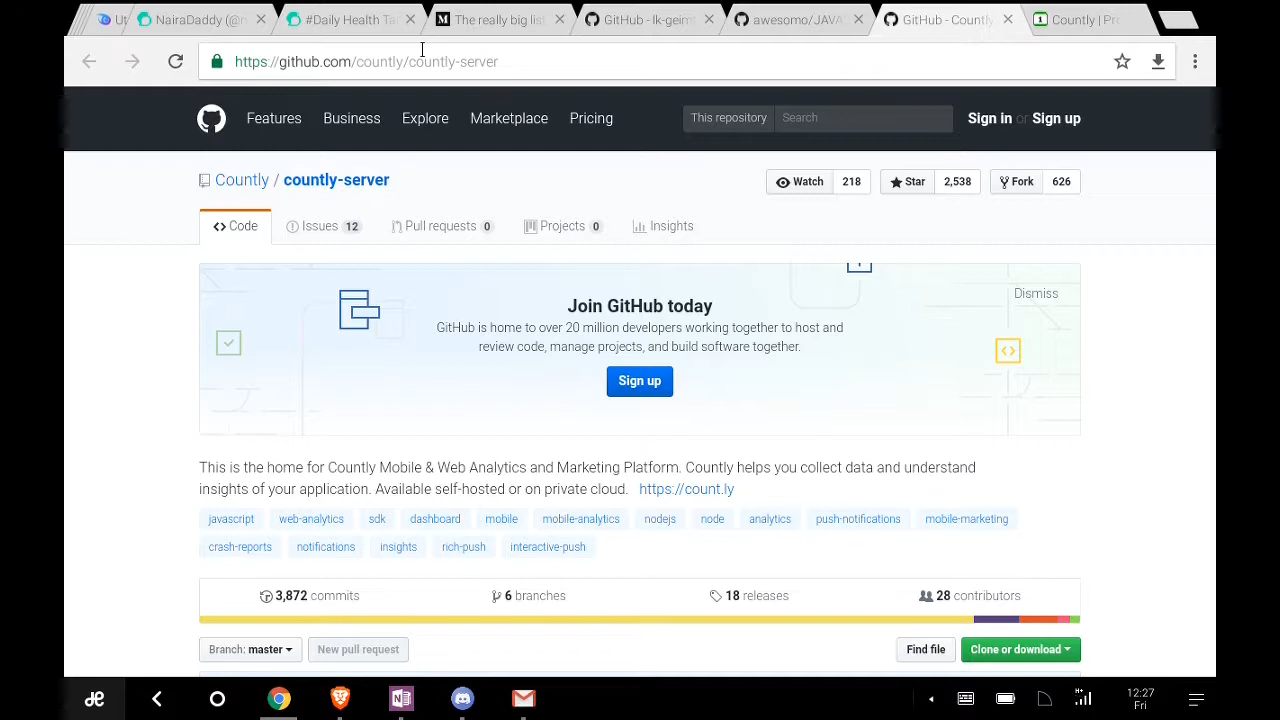 Ut NairaDaddy (@n #Daily Health Ta The really big list GitHub - lk-geim awesomo/JAVA GitHub - Countly Countly | Pr
https://github.com/countly/countly-server
Features Business Explore Marketplace Pricing This repository Search Sign in or Sign up
Countly / countly-server Watch 218 Star 2,538 Fork 626
Code Issues 12 Pull requests 0 Projects 0 Insights
Dismiss
Join GitHub today
GitHub is home to over 20 million developers working together to host and
review code, manage projects, and build software together.
Sign up
This is the home for Countly Mobile & Web Analytics and Marketing Platform. Countly helps you collect data and understand
insights of your application. Available self-hosted or on private cloud. https://count.ly
javascript web-analytics sdk dashboard mobile mobile-analytics nodejs node analytics push-notifications mobile-marketing
crash-reports notifications insights rich-push interactive-push
3,872 commits 6 branches 18 releases 28 contributors
Branch: master New pull request Find file Clone or download
12:27
Fri